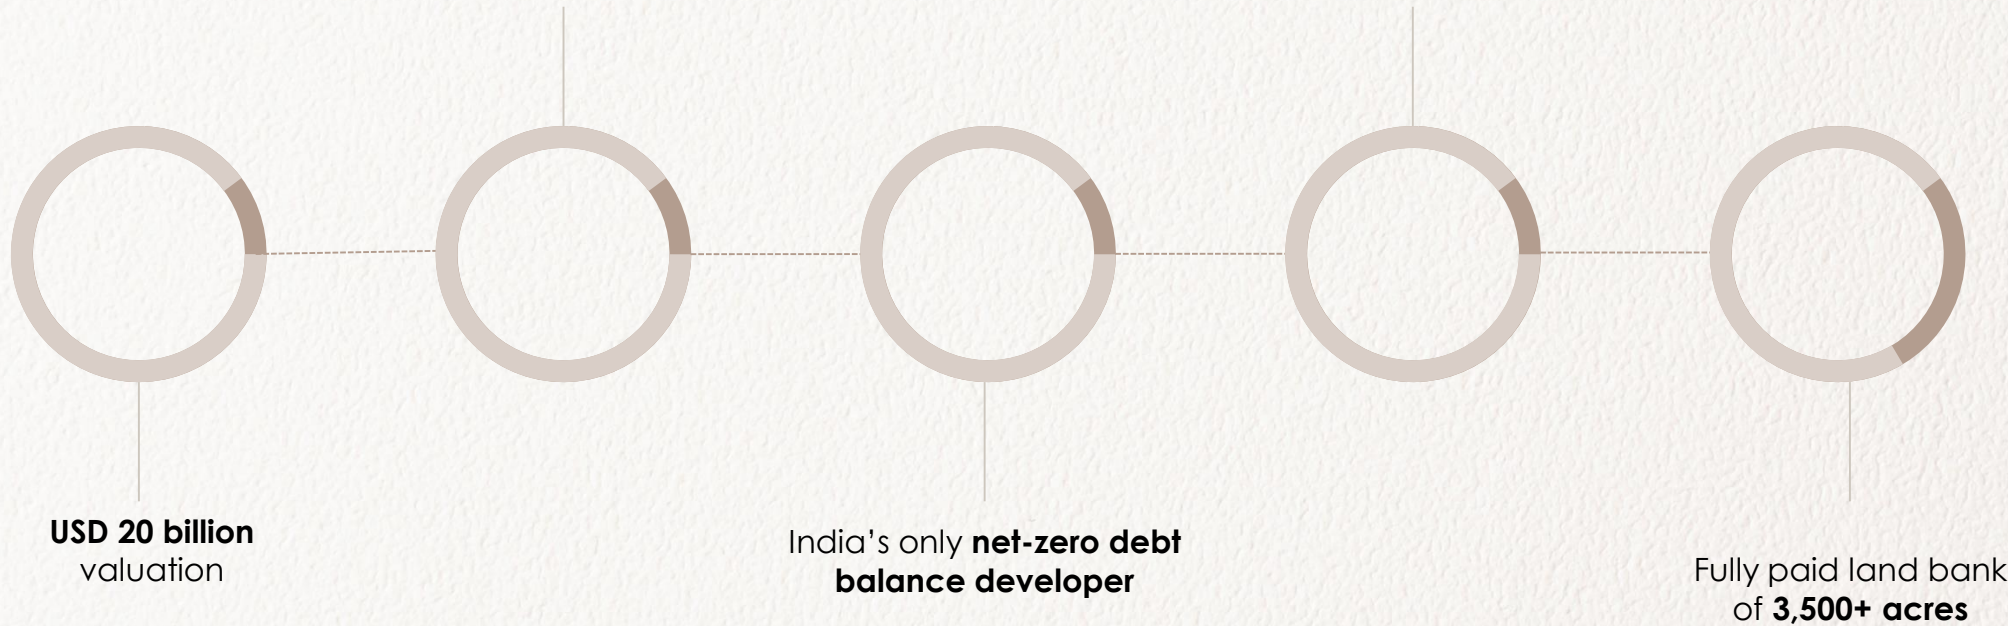 USD 20 billion
valuation
India’s only net-zero debt
balance developer
Fully paid land bank
of 3,500+ acres